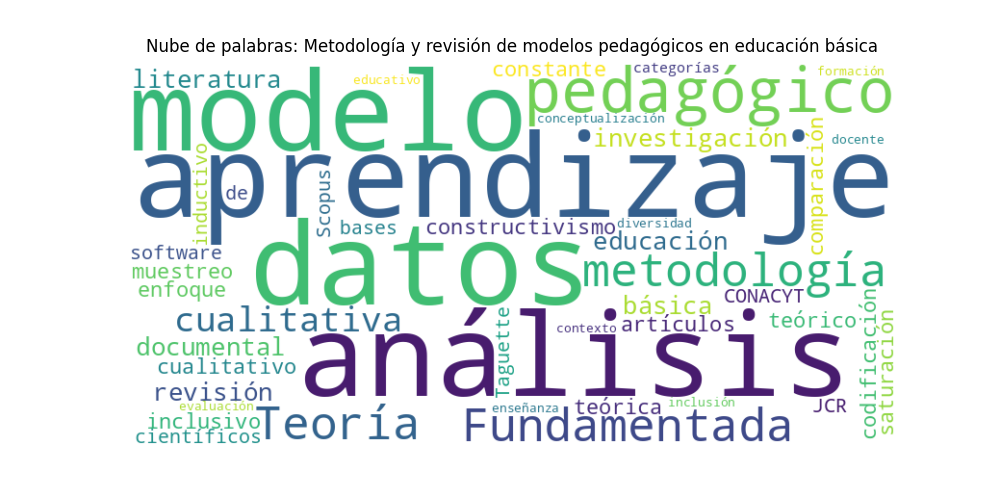 Nube de palabras: Metodología y revisión de modelos pedagógicos en educación básica
literatura
educativo
constante
categorías
formación
modelo
pedagógico
conceptualización
investigación
docente
comparación
aprendizaje
inductivo
de
Scopus
bases
constructivismo
diversidad
educación
software
datos
muestreo
enfoque
metodología
básica
CONACYT
cualitativa
contexto
artículos
teórico
documental
cualitativo
Taguette
análisis
codificación
saturación
revisión
evaluación
inclusivo
científicos
Teoría
enseñanza
Fundamentada
teórica
inclusión
JCR